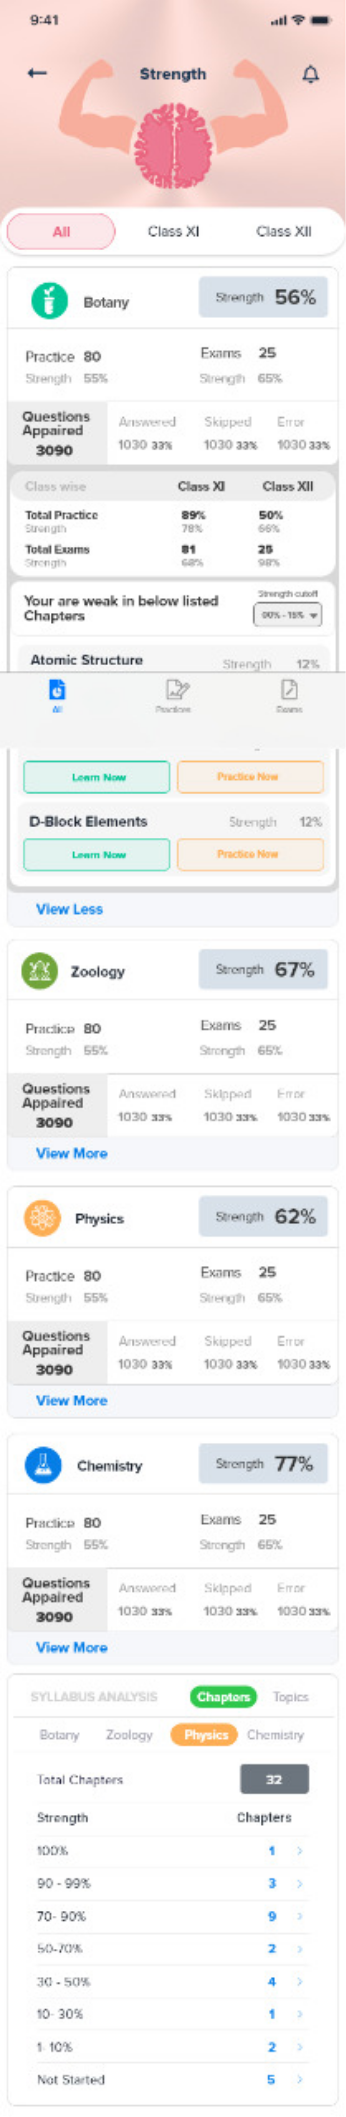 9:41
Strength
All Class XI Class XII
Botany Strength 56%
Practice 80 Exams 25
Strength 55% Strength 65%
Questions Appaired 3090 Answered Skipped Error
1030 33% 1030 33% 1030 33%
Class wise Class XI Class XII
Total Practice 89% 50%
Strength 78% 66%
Total Exams 81 25
Strength 68% 98%
Your are weak in below listed Strength cutoff
Chapters 00% - 15%
Atomic Structure Strength 12%
All Practices Exams
Learn Now Practice Now
D-Block Elements Strength 12%
Learn Now Practice Now
View Less
Zoology Strength 67%
Practice 80 Exams 25
Strength 55% Strength 65%
Questions Appaired 3090 Answered Skipped Error
1030 33% 1030 33% 1030 33%
View More
Physics Strength 62%
Practice 80 Exams 25
Strength 55% Strength 65%
Questions Appaired 3090 Answered Skipped Error
1030 33% 1030 33% 1030 33%
View More
Chemistry Strength 77%
Practice 80 Exams 25
Strength 55% Strength 65%
Questions Appaired 3090 Answered Skipped Error
1030 33% 1030 33% 1030 33%
View More
SYLLABUS ANALYSIS Chapters Topics
Botany Zoology Physics Chemistry
Total Chapters 32
Strength Chapters
100% 1
90 - 99% 3
70- 90% 9
50-70% 2
30 - 50% 4
10- 30% 1
1- 10% 2
Not Started 5